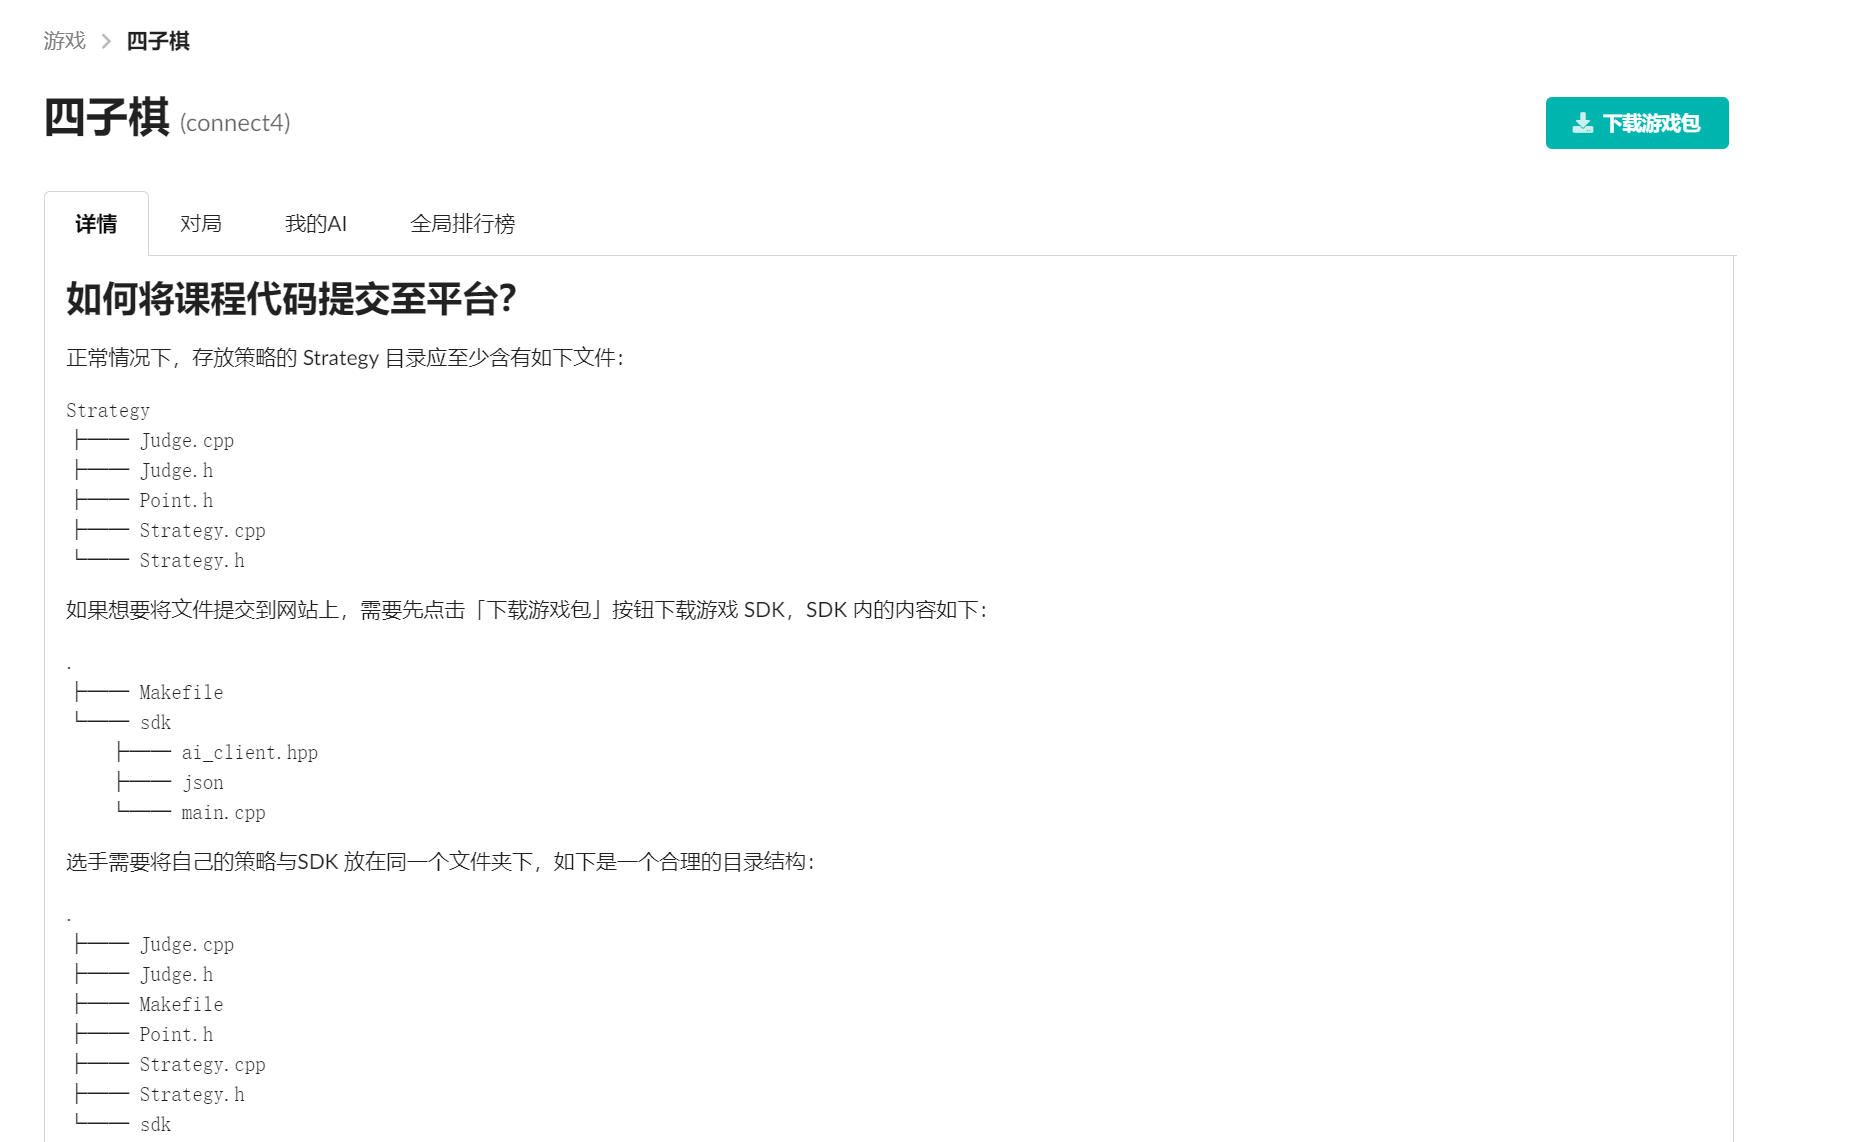 游戏 > 四子棋
四子棋 (connect4)
下载游戏包
详情 对局 我的AI 全局排行榜
如何将课程代码提交至平台？
正常情况下，存放策略的 Strategy 目录应至少含有如下文件：
Strategy
├── Judge.cpp
├── Judge.h
├── Point.h
├── Strategy.cpp
└── Strategy.h
如果想要将文件提交到网站上，需要先点击「下载游戏包」按钮下载游戏 SDK，SDK 内的内容如下：
.
├── Makefile
└── sdk
    ├── ai_client.hpp
    ├── json
    └── main.cpp
选手需要将自己的策略与SDK 放在同一个文件夹下，如下是一个合理的目录结构：
.
├── Judge.cpp
├── Judge.h
├── Makefile
├── Point.h
├── Strategy.cpp
├── Strategy.h
└── sdk